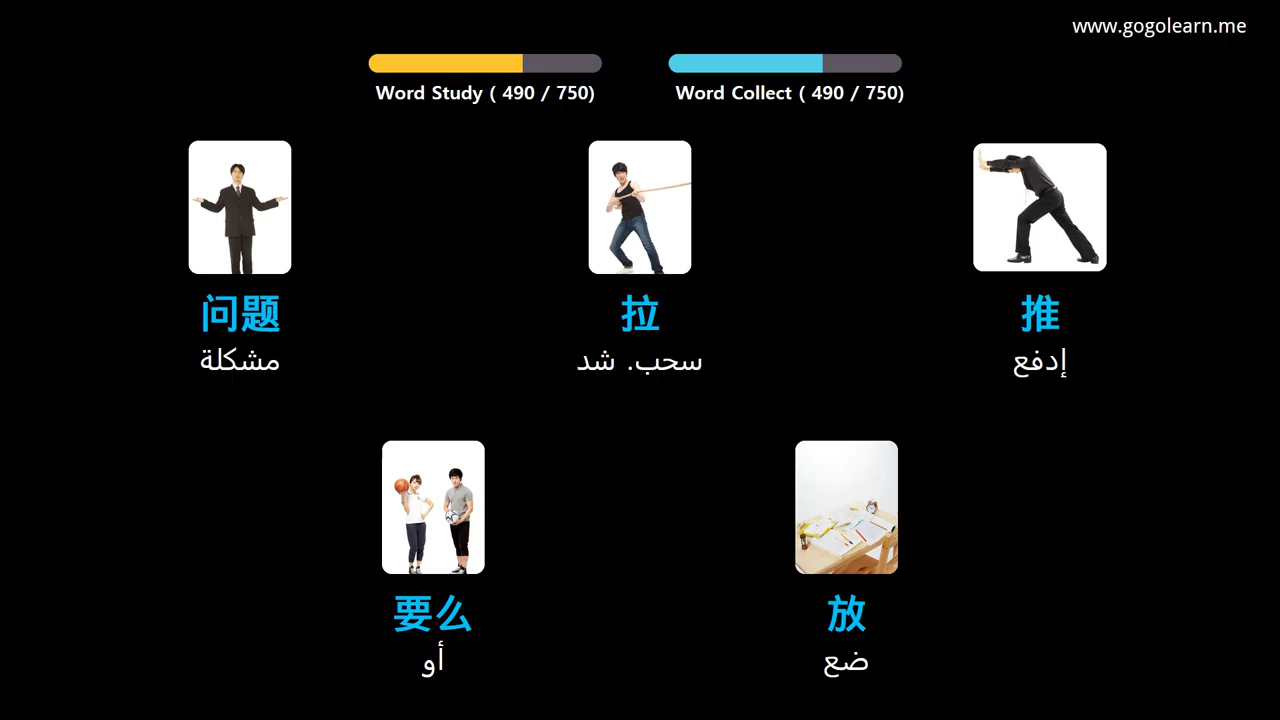 www.gogolearn.me
Word Study ( 490 / 750)
Word Collect ( 490 / 750)
问题
مشكلة
拉
سحب. شد
推
إدفع
要么
أو
放
ضع